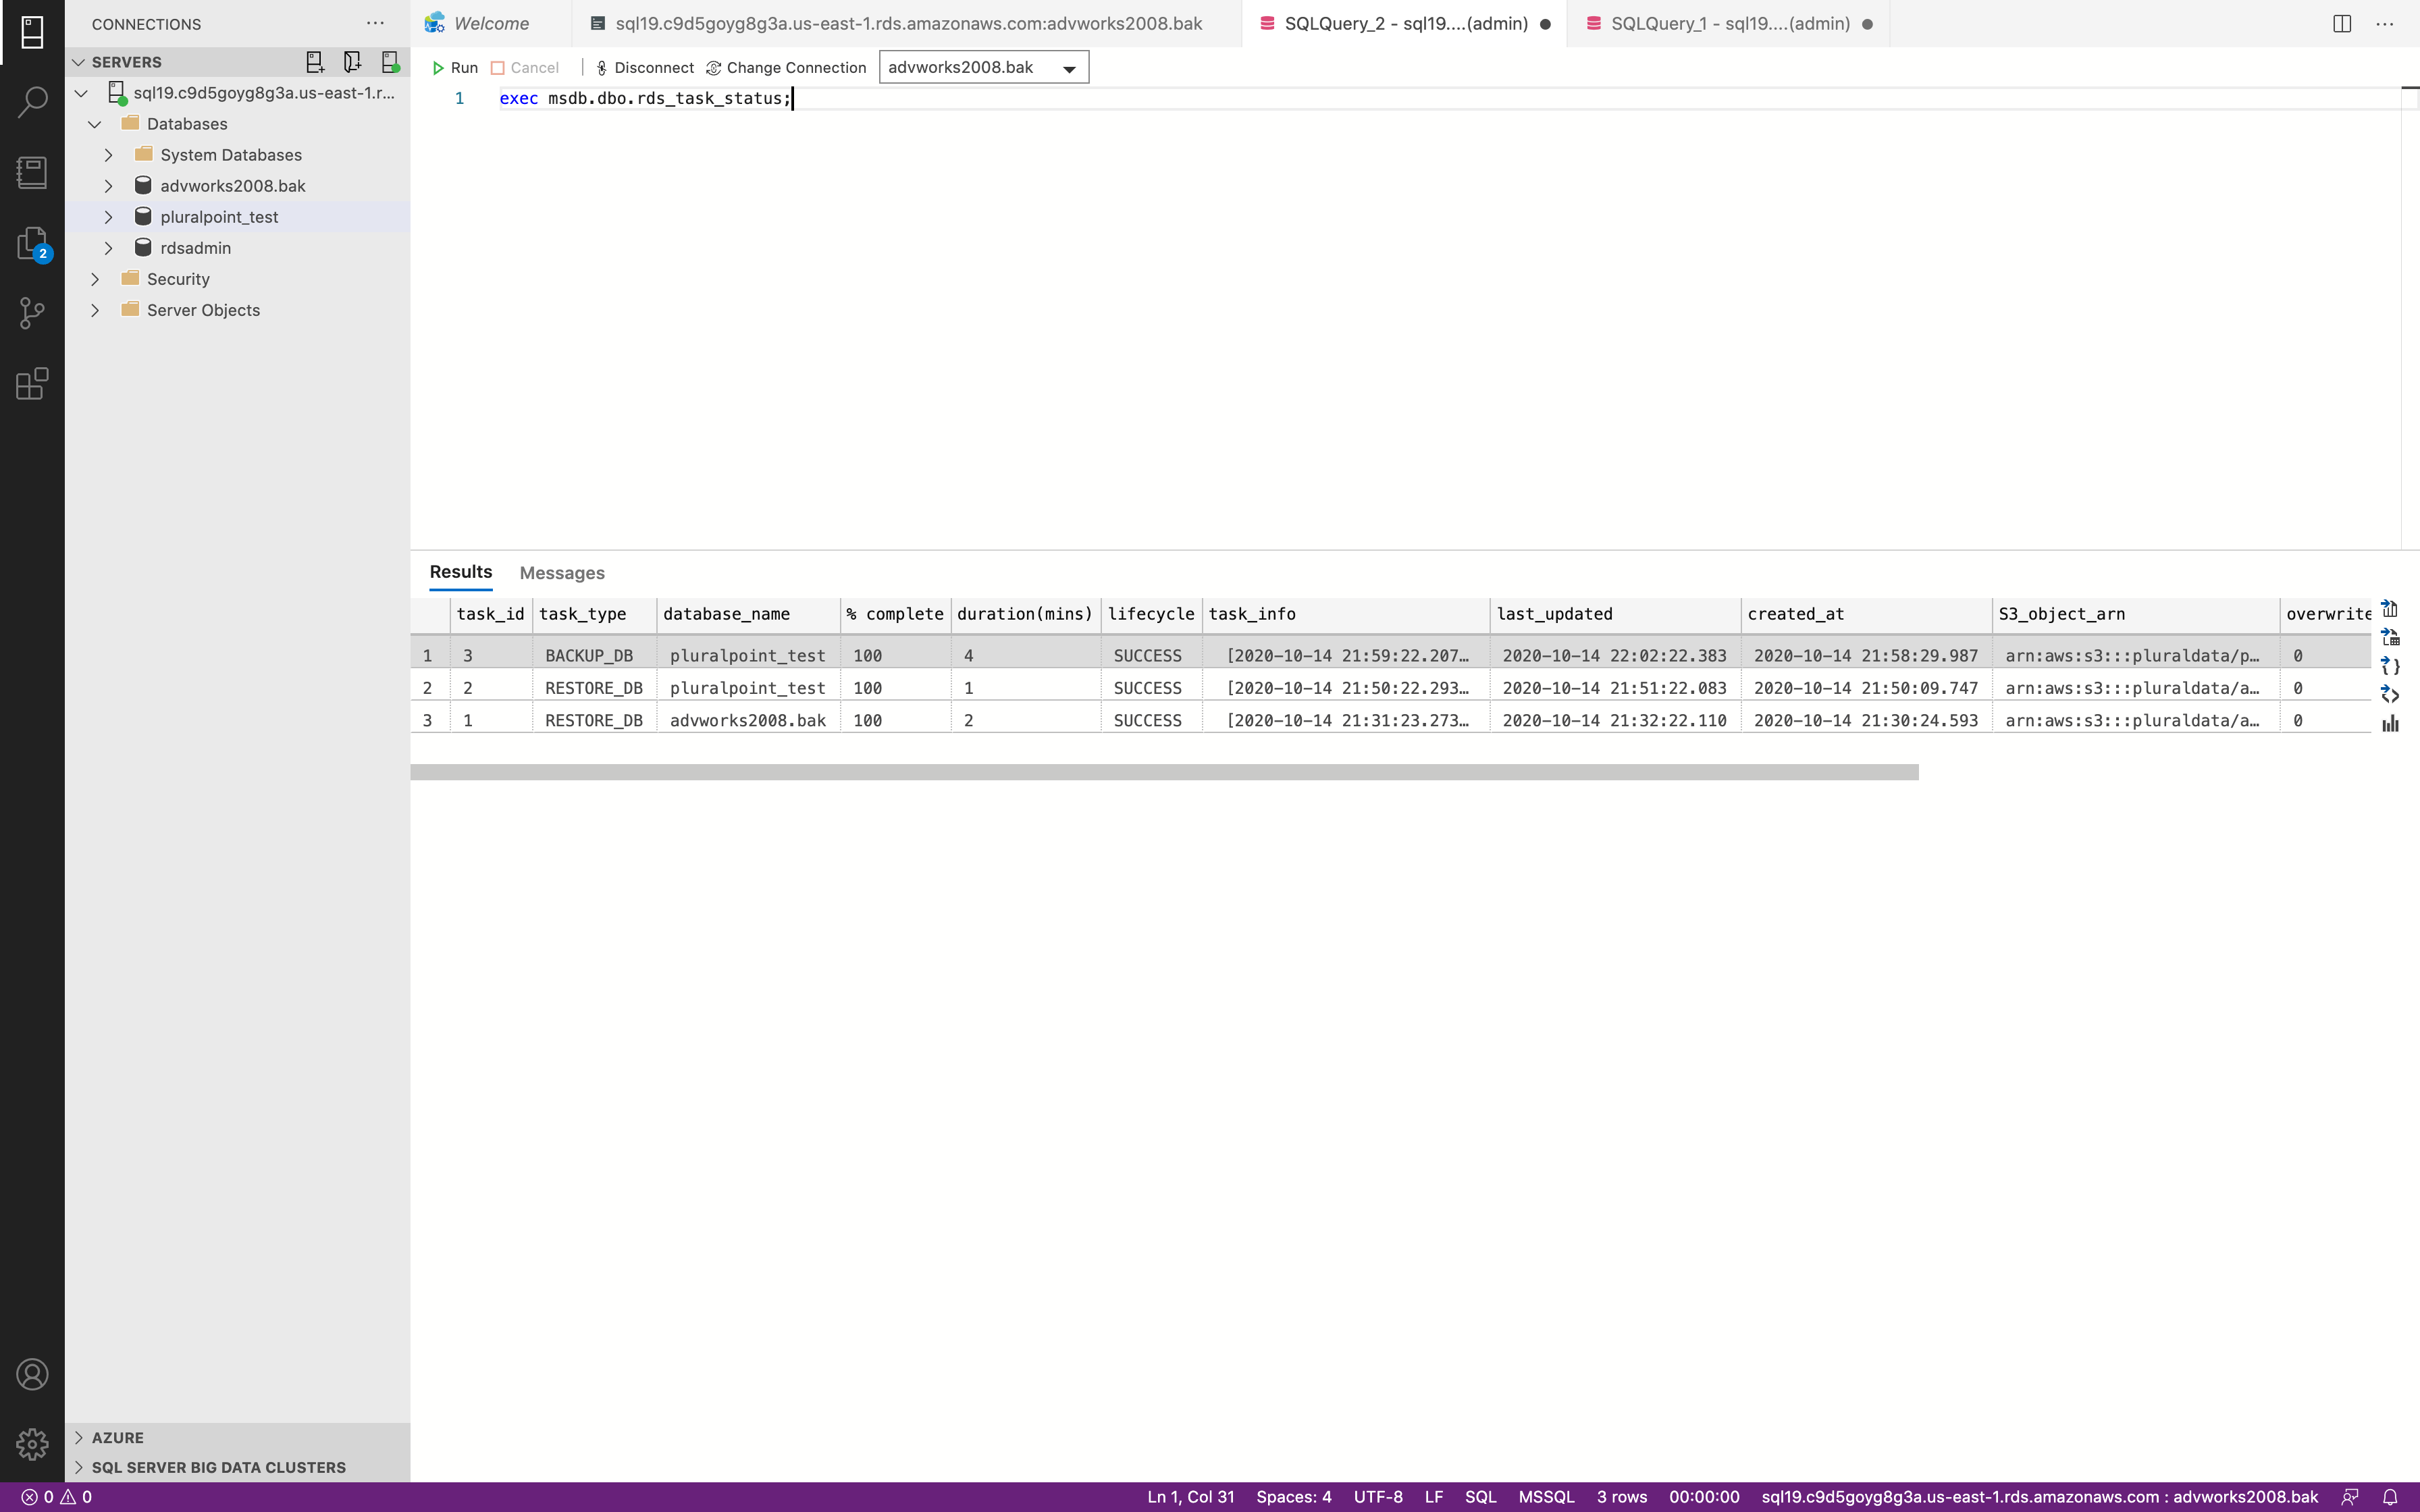 CONNECTIONS
SERVERS
sql19.c9d5goyg8g3a.us-east-1.r...
Databases
System Databases
advworks2008.bak
pluralpoint_test
rdsadmin
Security
Server Objects
2
AZURE
SQL SERVER BIG DATA CLUSTERS
Welcome
sql19.c9d5goyg8g3a.us-east-1.rds.amazonaws.com:advworks2008.bak
SQLQuery_2 - sql19....(admin)
SQLQuery_1 - sql19....(admin)
Run Cancel Disconnect Change Connection advworks2008.bak
1 exec msdb.dbo.rds_task_status;
Results Messages
task_id task_type database_name % complete duration(mins) lifecycle task_info last_updated created_at S3_object_arn overwrite
1 3 BACKUP_DB pluralpoint_test 100 4 SUCCESS [2020-10-14 21:59:22.207... 2020-10-14 22:02:22.383 2020-10-14 21:58:29.987 arn:aws:s3:::pluraldata/p... 0
2 2 RESTORE_DB pluralpoint_test 100 1 SUCCESS [2020-10-14 21:50:22.293... 2020-10-14 21:51:22.083 2020-10-14 21:50:09.747 arn:aws:s3:::pluraldata/a... 0
3 1 RESTORE_DB advworks2008.bak 100 2 SUCCESS [2020-10-14 21:31:23.273... 2020-10-14 21:32:22.110 2020-10-14 21:30:24.593 arn:aws:s3:::pluraldata/a... 0
0 0 Ln 1, Col 31 Spaces: 4 UTF-8 LF SQL MSSQL 3 rows 00:00:00 sql19.c9d5goyg8g3a.us-east-1.rds.amazonaws.com : advworks2008.bak